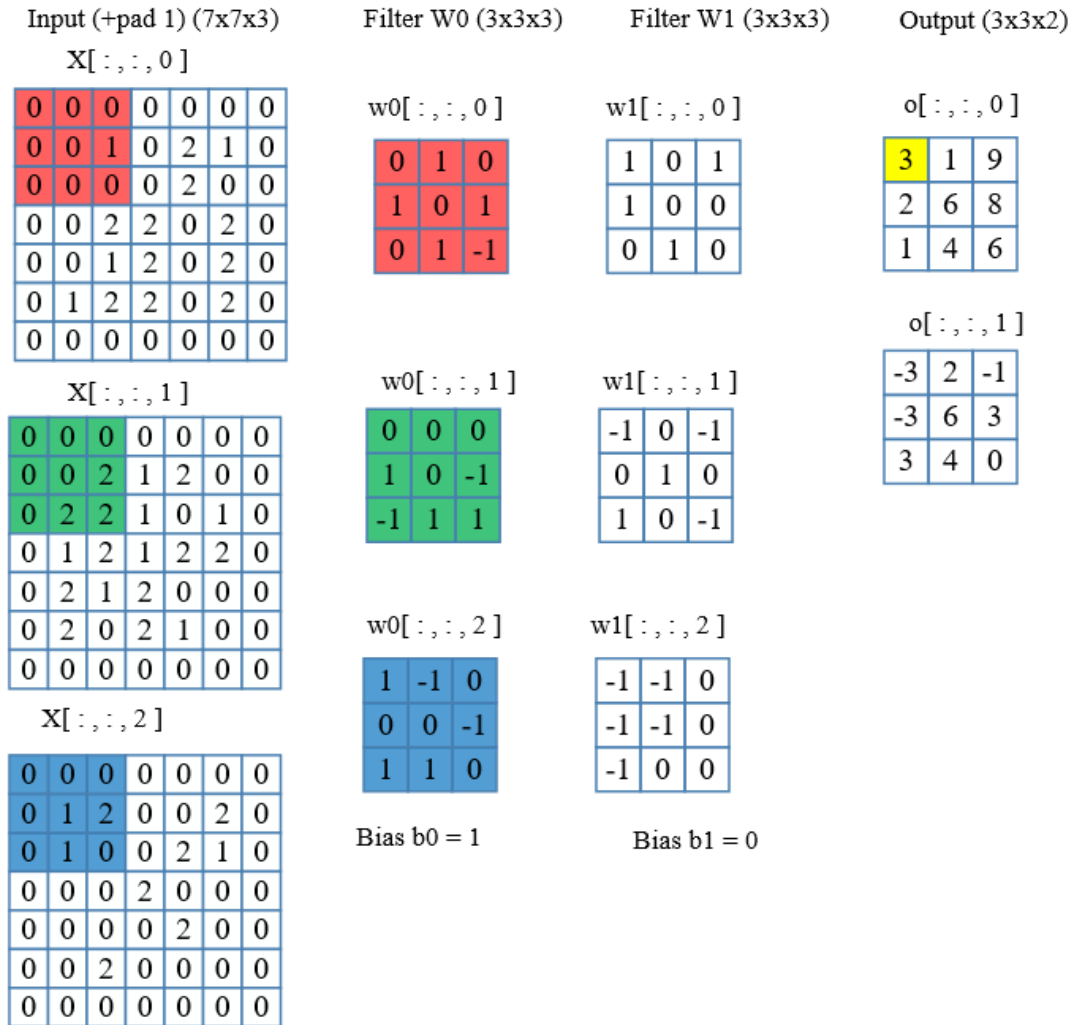 Input (+pad 1) (7x7x3)
X[ : , : , 0 ]
0 0 0 0 0 0 0
0 0 1 0 2 1 0
0 0 0 0 2 0 0
0 0 2 2 0 2 0
0 0 1 2 0 2 0
0 1 2 2 0 2 0
0 0 0 0 0 0 0
X[ : , : , 1 ]
0 0 0 0 0 0 0
0 0 2 1 2 0 0
0 2 2 1 0 1 0
0 1 2 1 2 2 0
0 2 1 2 0 0 0
0 2 0 2 1 0 0
0 0 0 0 0 0 0
X[ : , : , 2 ]
0 0 0 0 0 0 0
0 1 2 0 0 2 0
0 1 0 0 2 1 0
0 0 0 2 0 0 0
0 0 0 0 2 0 0
0 0 2 0 0 0 0
0 0 0 0 0 0 0
Filter W0 (3x3x3)
w0[ : , : , 0 ]
0 1 0
1 0 1
0 1 -1
w0[ : , : , 1 ]
0 0 0
1 0 -1
-1 1 1
w0[ : , : , 2 ]
1 -1 0
0 0 -1
1 1 0
Bias b0 = 1
Filter W1 (3x3x3)
w1[ : , : , 0 ]
1 0 1
1 0 0
0 1 0
w1[ : , : , 1 ]
-1 0 -1
0 1 0
1 0 -1
w1[ : , : , 2 ]
-1 -1 0
-1 -1 0
-1 0 0
Bias b1 = 0
Output (3x3x2)
o[ : , : , 0 ]
3 1 9
2 6 8
1 4 6
o[ : , : , 1 ]
-3 2 -1
-3 6 3
3 4 0